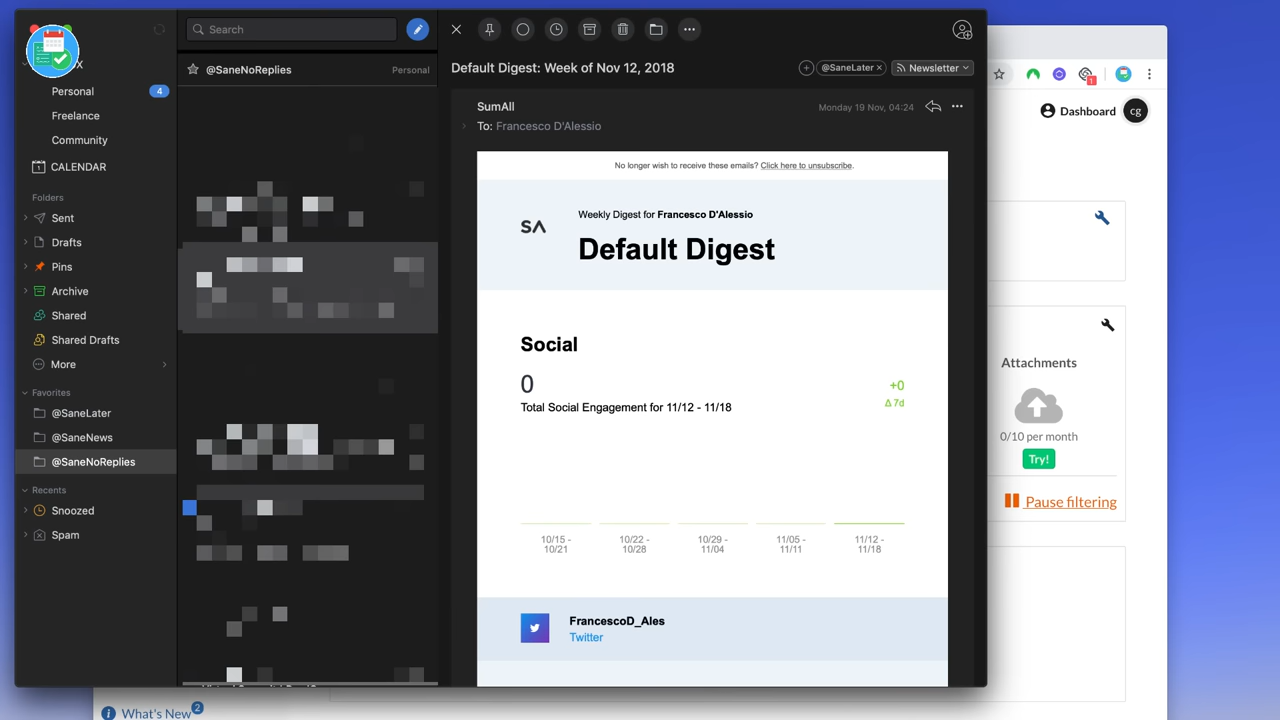 X
Personal
4
Freelance
Community
1
CALENDAR
Folders
Sent
Drafts
Pins
Archive
Shared
Shared Drafts
More
Favorites
@SaneLater
@SaneNews
@SaneNoReplies
Recents
Snoozed
Spam
Search
@SaneNoReplies
Personal
Default Digest: Week of Nov 12, 2018
@SaneLater ×
Newsletter
SumAll
Monday 19 Nov, 04:24
To: Francesco D'Alessio
No longer wish to receive these emails? Click here to unsubscribe.
SA
Weekly Digest for Francesco D'Alessio
Default Digest
Social
0
+0
Total Social Engagement for 11/12 - 11/18
Δ 7d
10/15 -
10/21
10/22 -
10/28
10/29 -
11/04
11/05 -
11/11
11/12 -
11/18
FrancescoD_Ales
Twitter
1
Dashboard
cg
Attachments
0/10 per month
Try!
Pause filtering
What's New
2